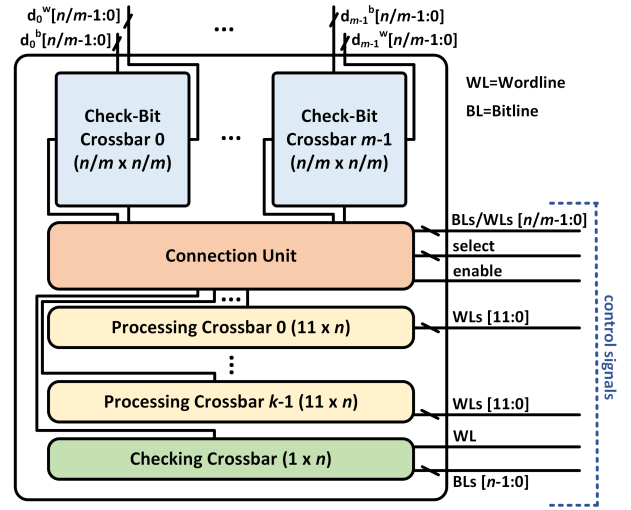 d₀ʷ[n/m-1:0]
d₀ᵇ[n/m-1:0]
...
dₘ₋₁ᵇ[n/m-1:0]
dₘ₋₁ʷ[n/m-1:0]
WL=Wordline
BL=Bitline
Check-Bit
Crossbar 0
(n/m x n/m)
...
Check-Bit
Crossbar m-1
(n/m x n/m)
Connection Unit
BLs/WLs [n/m-1:0]
select
enable
...
Processing Crossbar 0 (11 x n)
WLs [11:0]
...
Processing Crossbar k-1 (11 x n)
WLs [11:0]
Checking Crossbar (1 x n)
WL
BLs [n-1:0]
control signals